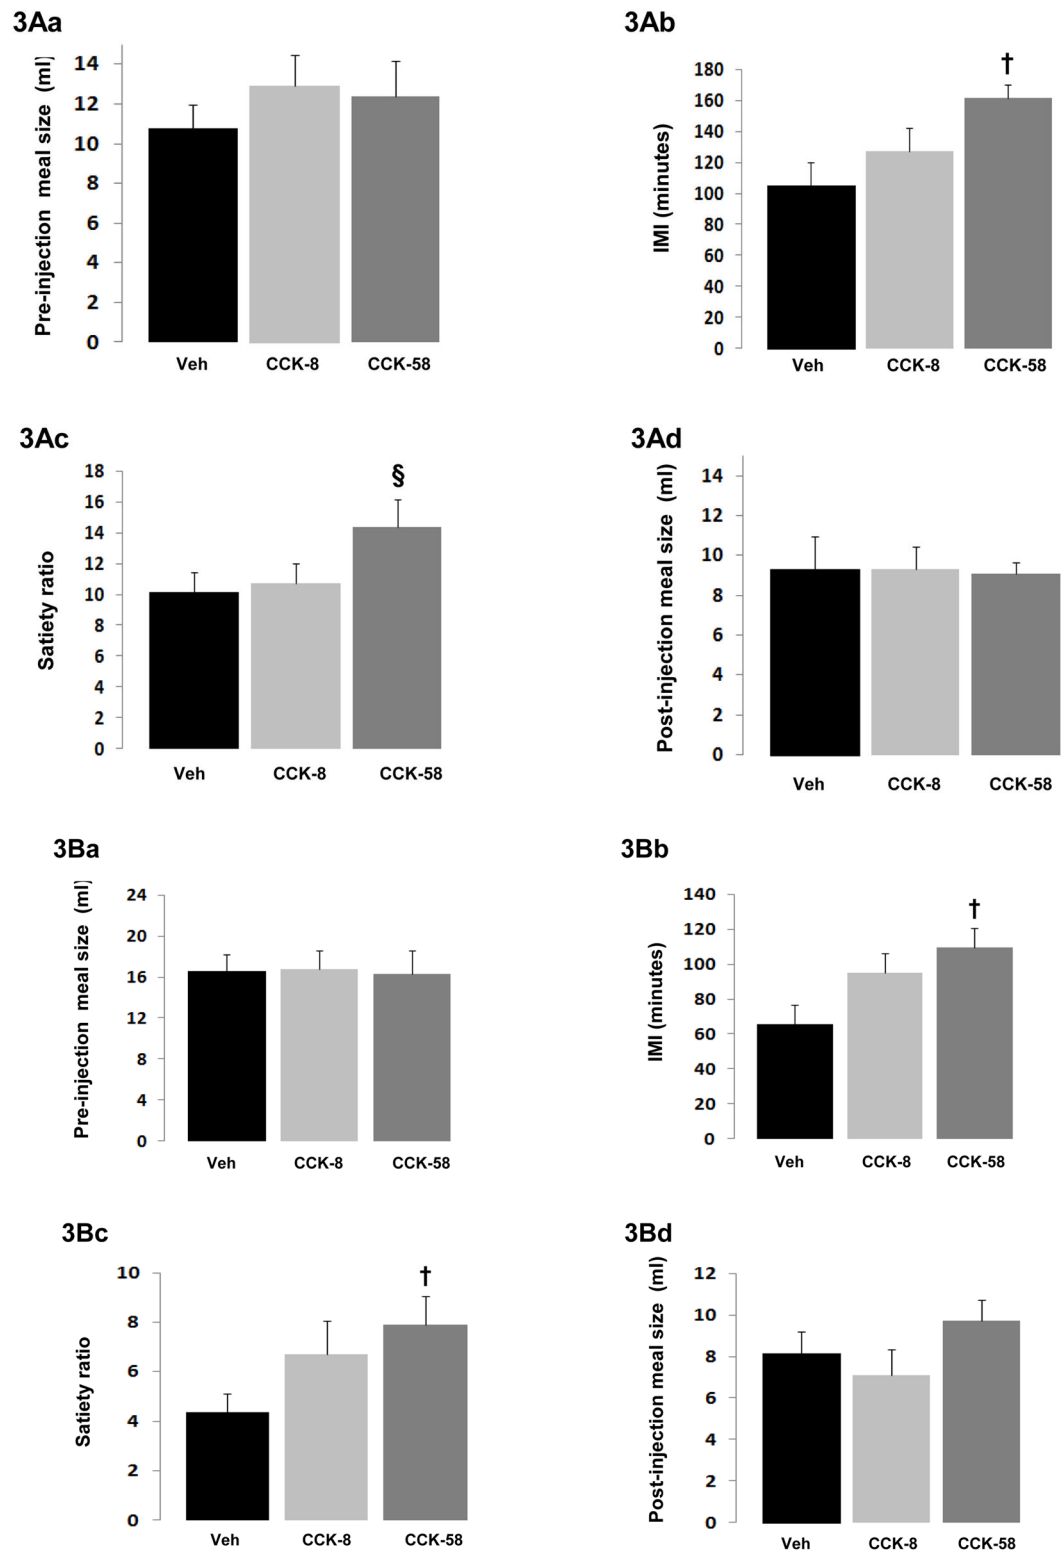 3Aa
Pre-injection meal size (ml)
14
12
10
8
6
4
2
0
Veh CCK-8 CCK-58
3Ab
†
IMI (minutes)
180
160
140
120
100
80
60
40
20
0
Veh CCK-8 CCK-58
3Ac
§
Satiety ratio
18
16
14
12
10
8
6
4
2
0
Veh CCK-8 CCK-58
3Ad
Post-injection meal size (ml)
14
12
10
8
6
4
2
0
Veh CCK-8 CCK-58
3Ba
Pre-injection meal size (ml)
24
20
16
12
8
4
0
Veh CCK-8 CCK-58
3Bb
†
IMI (minutes)
140
120
100
80
60
40
20
0
Veh CCK-8 CCK-58
3Bc
†
Satiety ratio
10
8
6
4
2
0
Veh CCK-8 CCK-58
3Bd
Post-injection meal size (ml)
12
10
8
6
4
2
0
Veh CCK-8 CCK-58